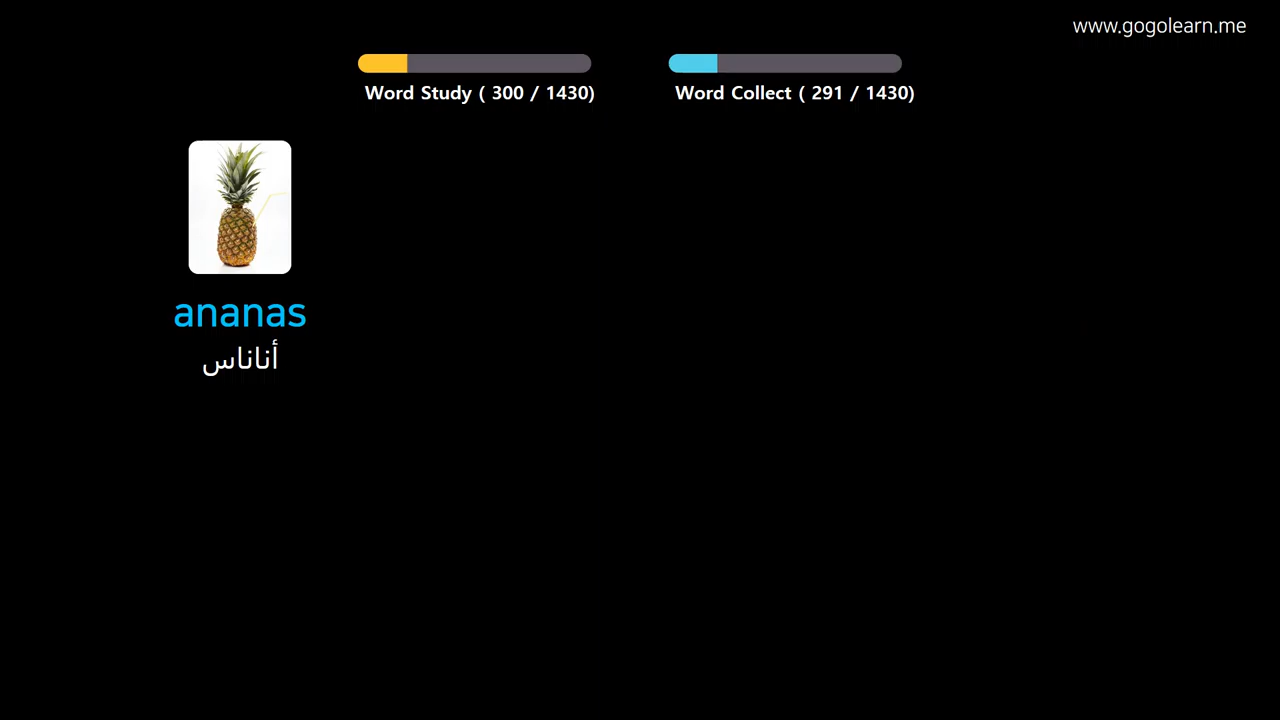 www.gogolearn.me
Word Study ( 300 / 1430)
Word Collect ( 291 / 1430)
ananas
أناناس